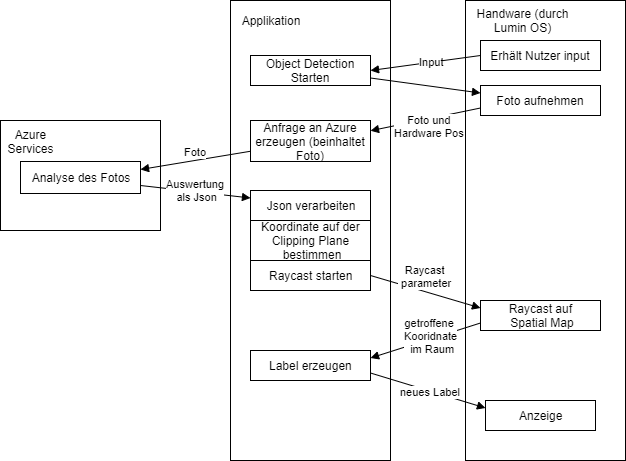 Applikation
Handware (durch
Lumin OS)
Erhält Nutzer input
Input
Object Detection
Starten
Foto aufnehmen
Foto und
Hardware Pos
Anfrage an Azure
erzeugen (beinhaltet
Foto)
Azure
Services
Foto
Analyse des Fotos
Auswertung
als Json
Json verarbeiten
Koordinate auf der
Clipping Plane
bestimmen
Raycast starten
Raycast
parameter
Raycast auf
Spatial Map
getroffene
Kooridnate
im Raum
Label erzeugen
neues Label
Anzeige